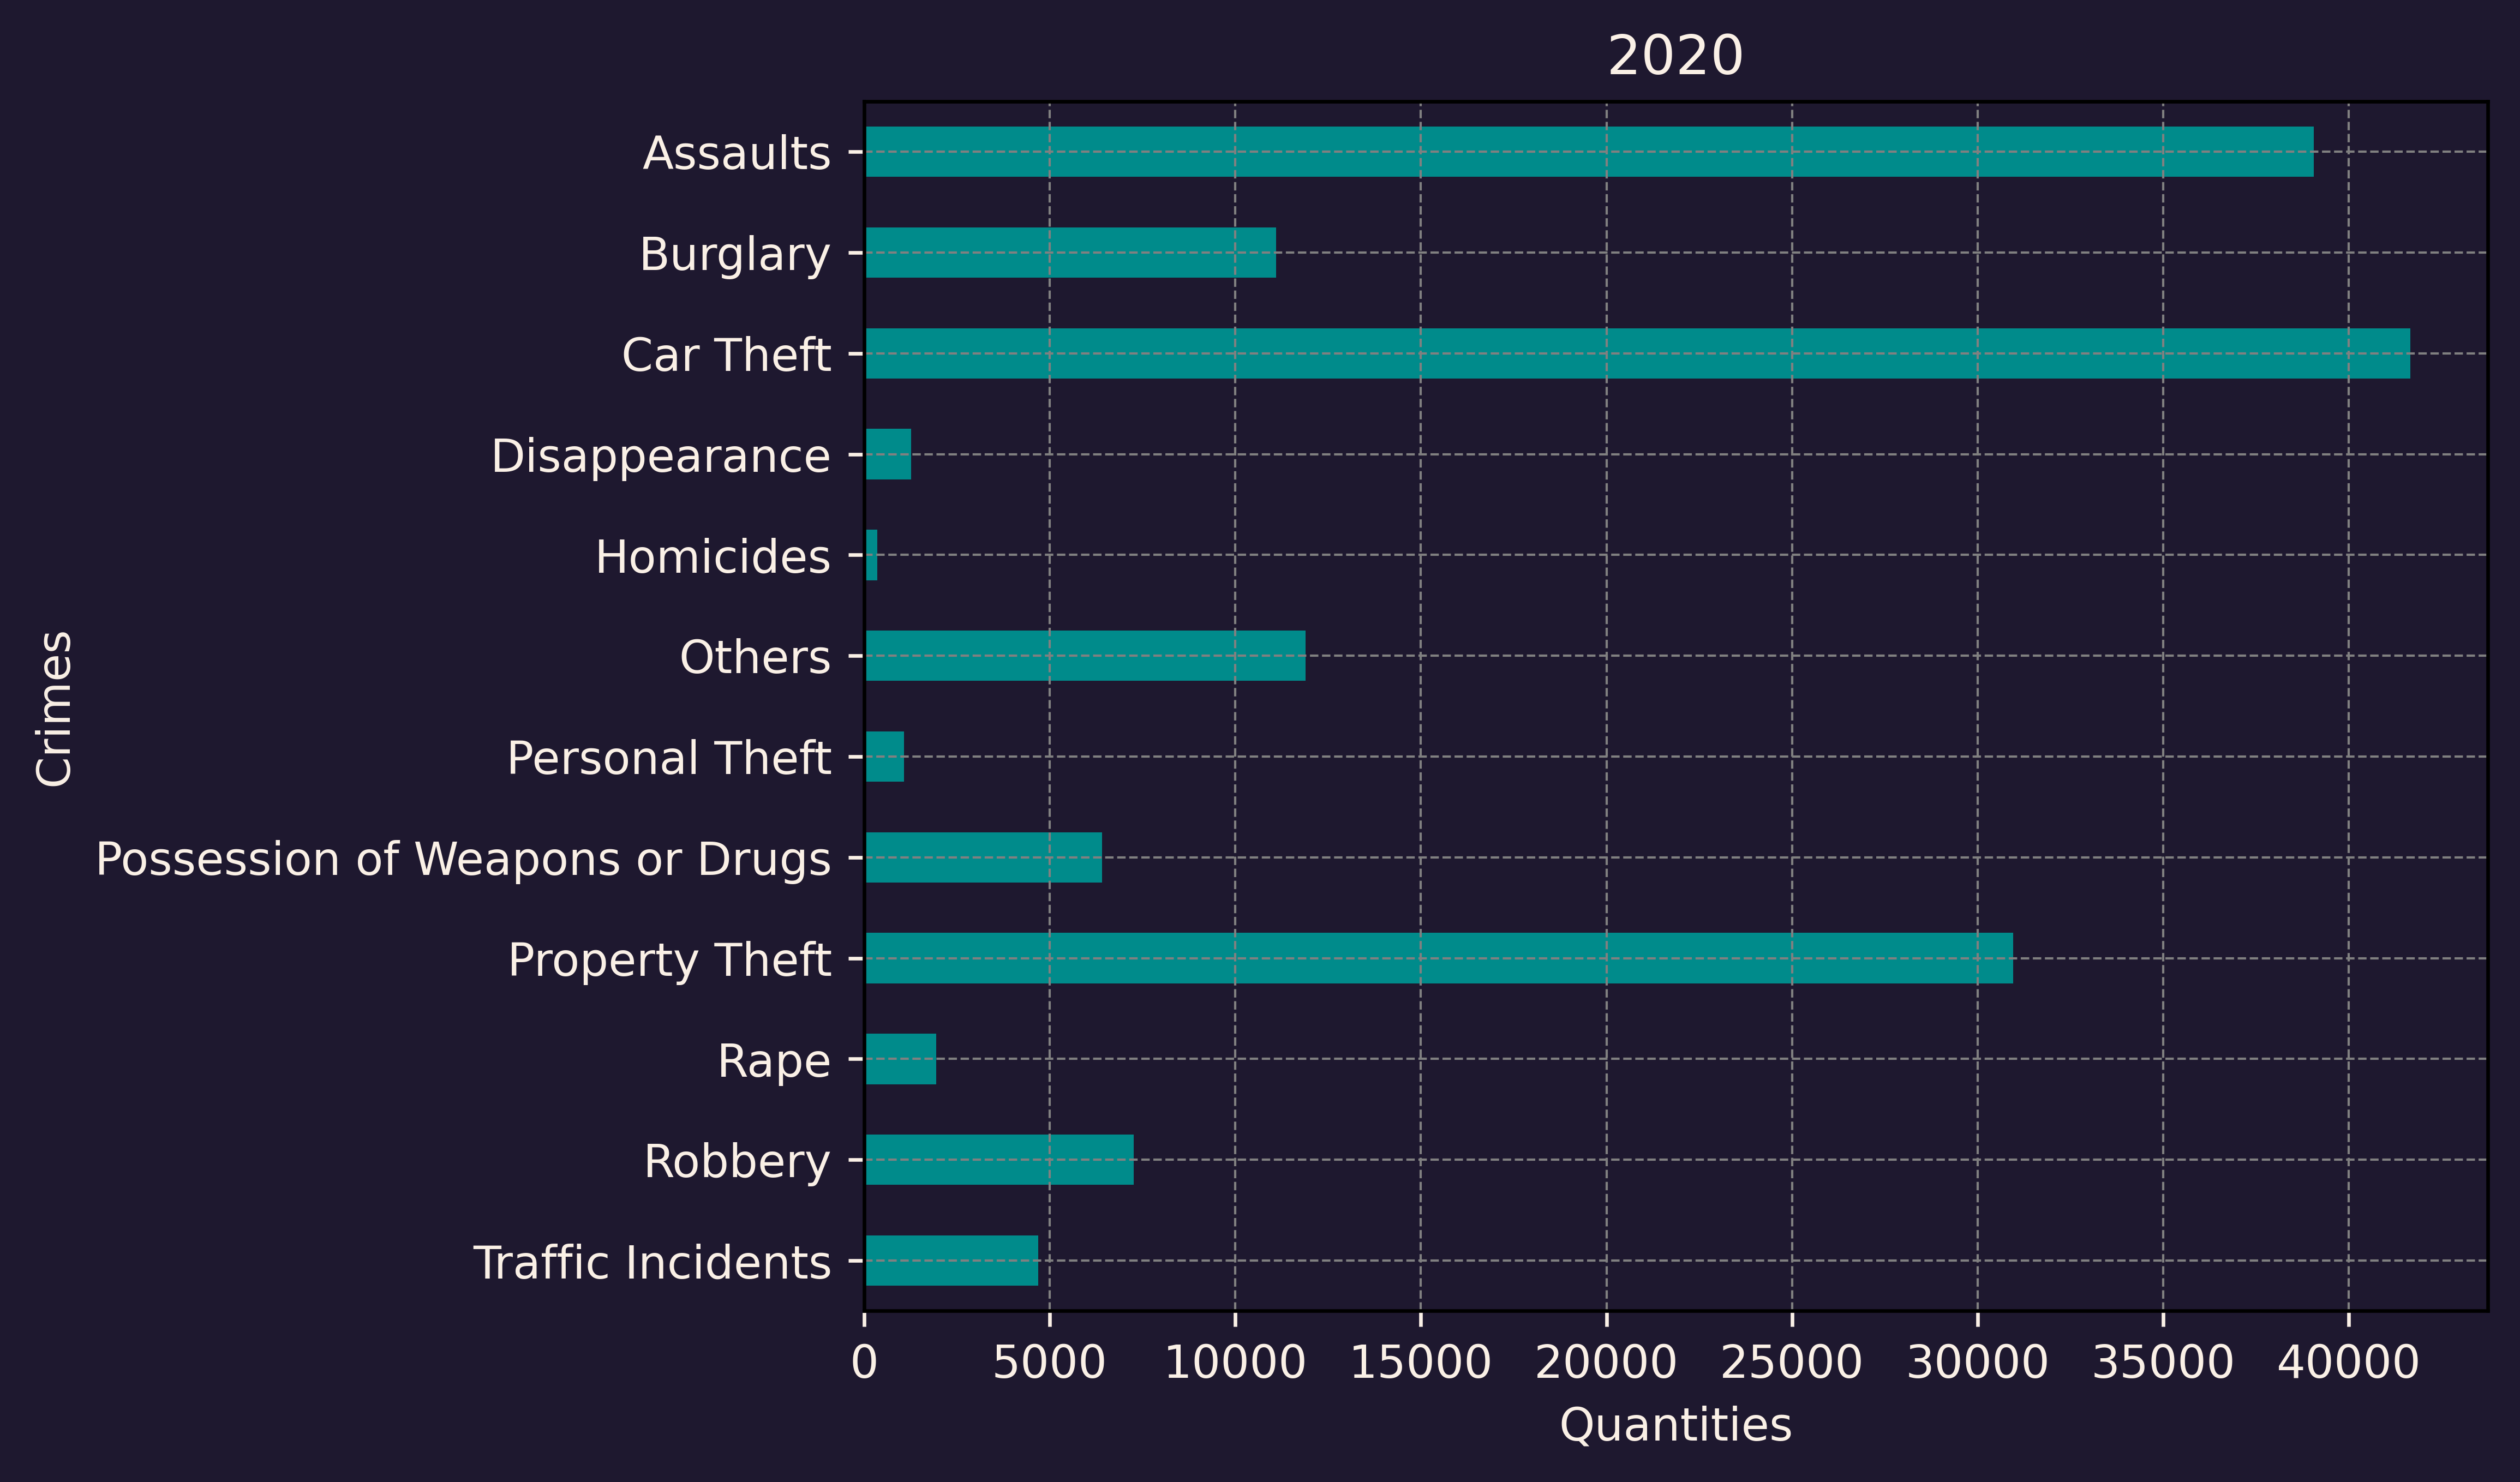 2020
Assaults
Burglary
Car Theft
Disappearance
Homicides
Others
Personal Theft
Possession of Weapons or Drugs
Property Theft
Rape
Robbery
Traffic Incidents
Crimes
0 5000 10000 15000 20000 25000 30000 35000 40000
Quantities